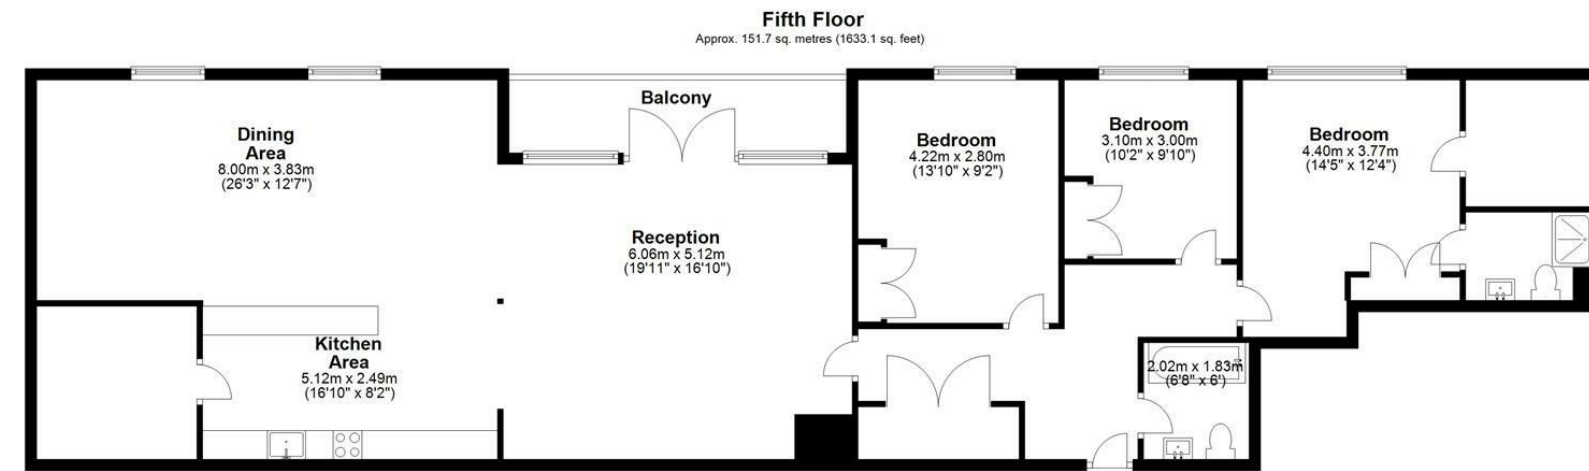 Fifth Floor
Approx. 151.7 sq. metres (1633.1 sq. feet)
Balcony
Dining
Area
8.00m x 3.83m
(26'3" x 12'7")
Bedroom
4.22m x 2.80m
(13'10" x 9'2")
Bedroom
3.10m x 3.00m
(10'2" x 9'10")
Bedroom
4.40m x 3.77m
(14'5" x 12'4")
Reception
6.06m x 5.12m
(19'11" x 16'10")
Kitchen
Area
5.12m x 2.49m
(16'10" x 8'2")
2.02m x 1.83m
(6'8" x 6')